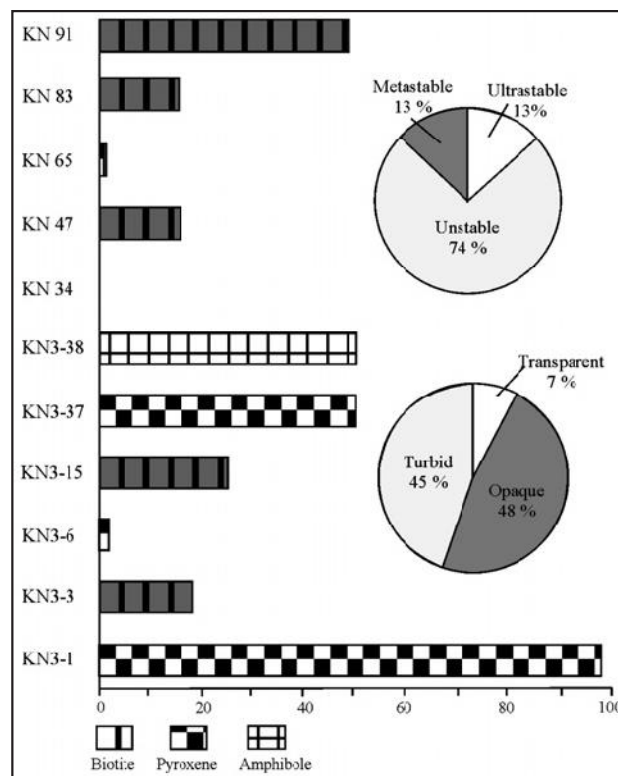 KN 91
KN 83
KN 65
KN 47
KN 34
KN3-38
KN3-37
KN3-15
KN3-6
KN3-3
KN3-1
Metastable
13 %
Ultrastable
13%
Unstable
74 %
Transparent
7 %
Turbid
45 %
Opaque
48 %
0 20 40 60 80 100
Biotite Pyroxene Amphibole